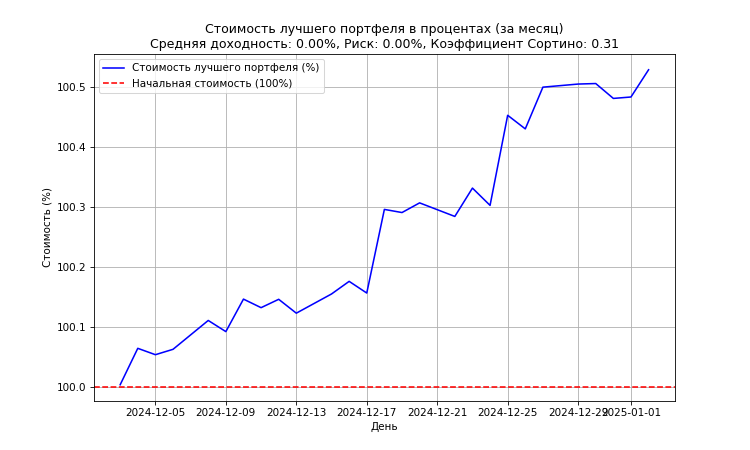 Стоимость лучшего портфеля в процентах (за месяц)
Средняя доходность: 0.00%, Риск: 0.00%, Коэффициент Сортино: 0.31
Стоимость лучшего портфеля (%)
Начальная стоимость (100%)
Стоимость (%)
100.5
100.4
100.3
100.2
100.1
100.0
2024-12-05 2024-12-09 2024-12-13 2024-12-17 2024-12-21 2024-12-25 2024-12-29 2025-01-01
День